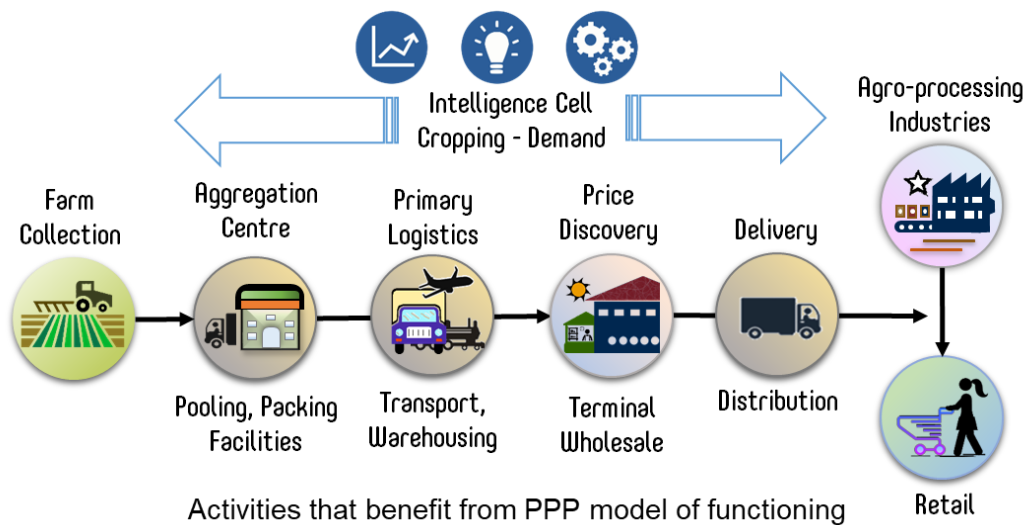 Intelligence Cell
Cropping - Demand
Agro-processing
Industries
Farm
Collection
Aggregation
Centre
Primary
Logistics
Price
Discovery
Delivery
Pooling, Packing
Facilities
Transport,
Warehousing
Terminal
Wholesale
Distribution
Retail
Activities that benefit from PPP model of functioning